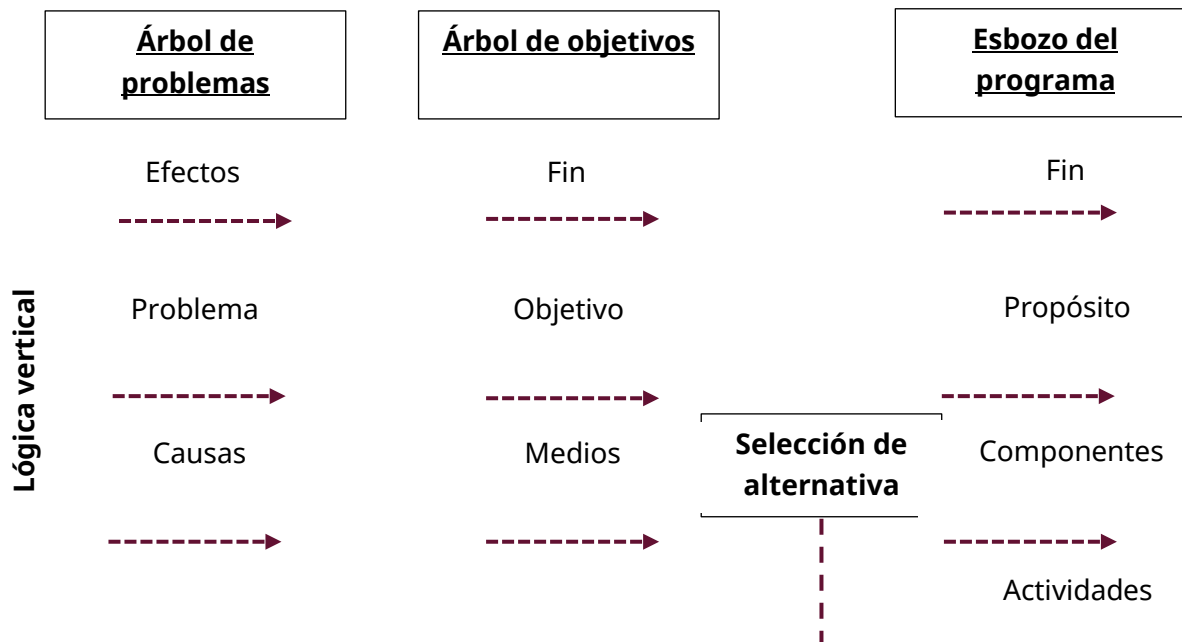 Árbol de
problemas
Árbol de objetivos
Esbozo del
programa
Efectos
Fin
Fin
Lógica vertical
Problema
Objetivo
Propósito
Causas
Medios
Selección de
alternativa
Componentes
Actividades